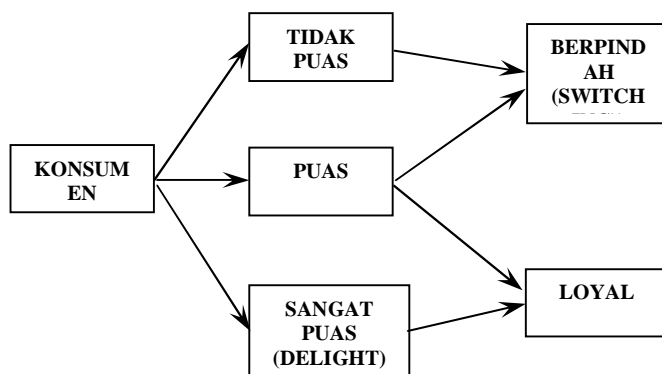 TIDAK
PUAS
BERPIND
AH
(SWITCH
KONSUM
EN
PUAS
SANGAT
PUAS
(DELIGHT)
LOYAL